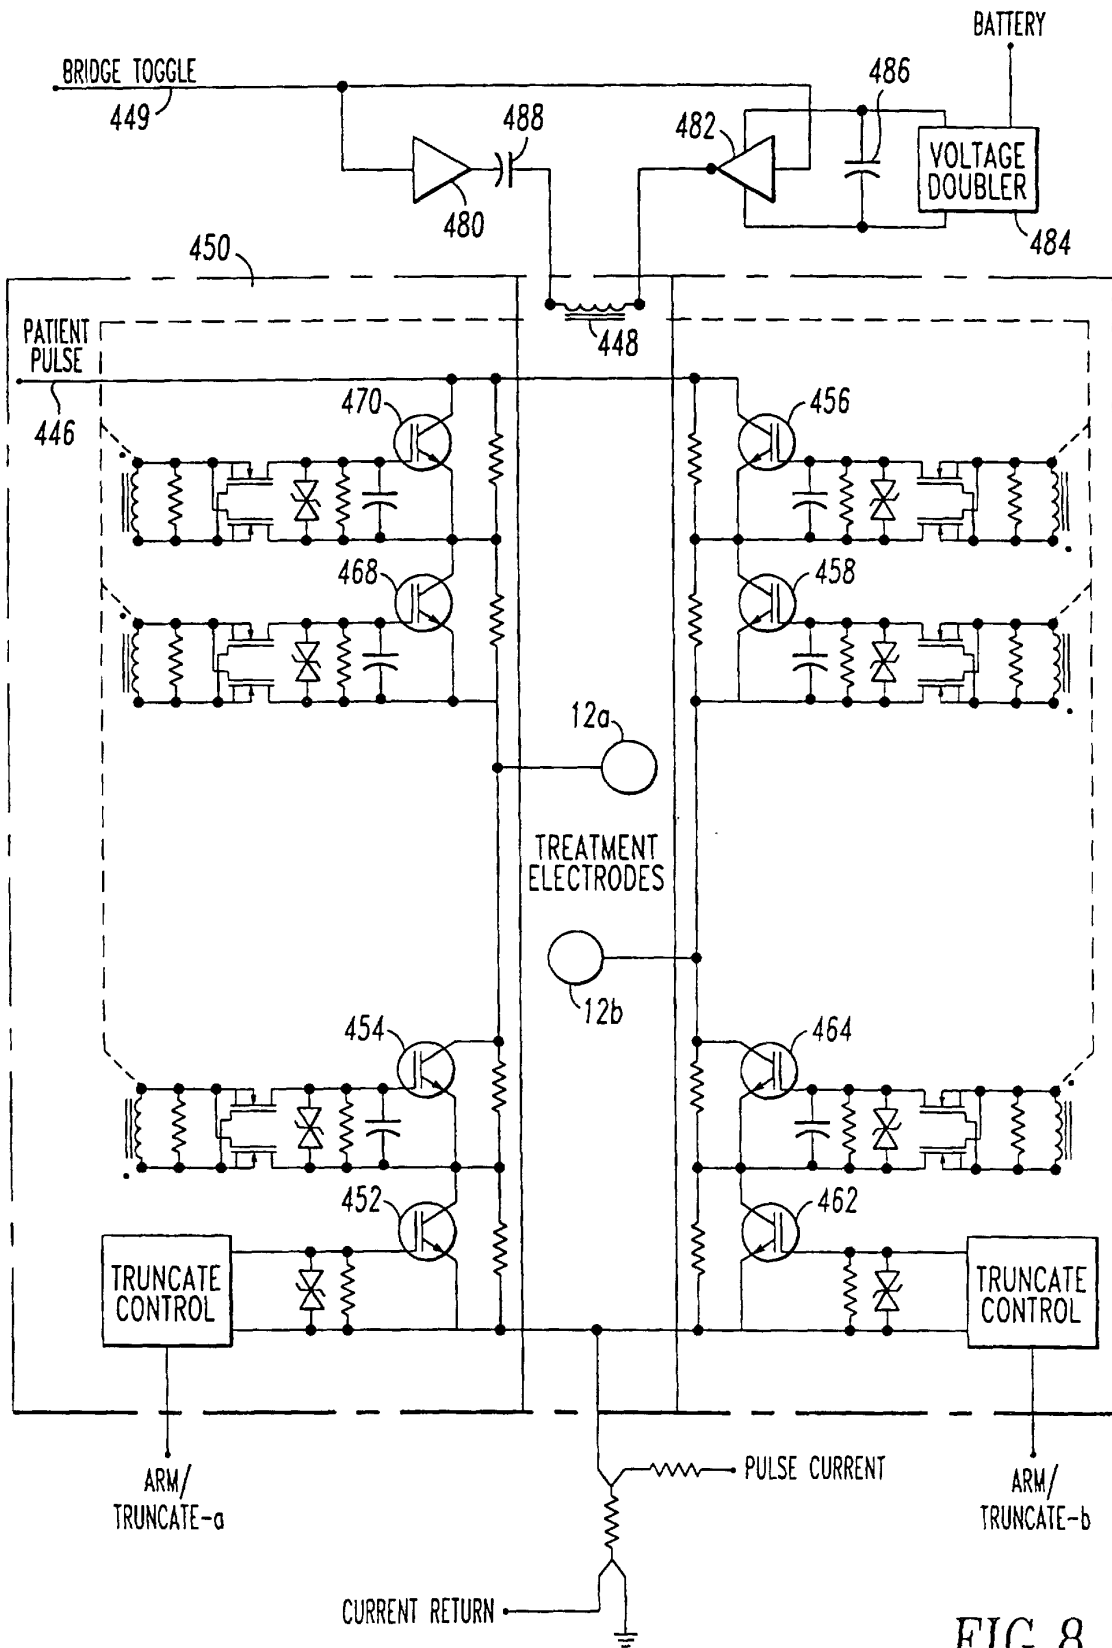 BATTERY
BRIDGE TOGGLE
449
488
482
486
480
VOLTAGE
DOUBLER
484
450
448
PATIENT
PULSE
446
470
456
468
458
12a
TREATMENT
ELECTRODES
12b
454
464
452
462
TRUNCATE
CONTROL
TRUNCATE
CONTROL
ARM/
TRUNCATE-a
PULSE CURRENT
ARM/
TRUNCATE-b
CURRENT RETURN
FIG. 8